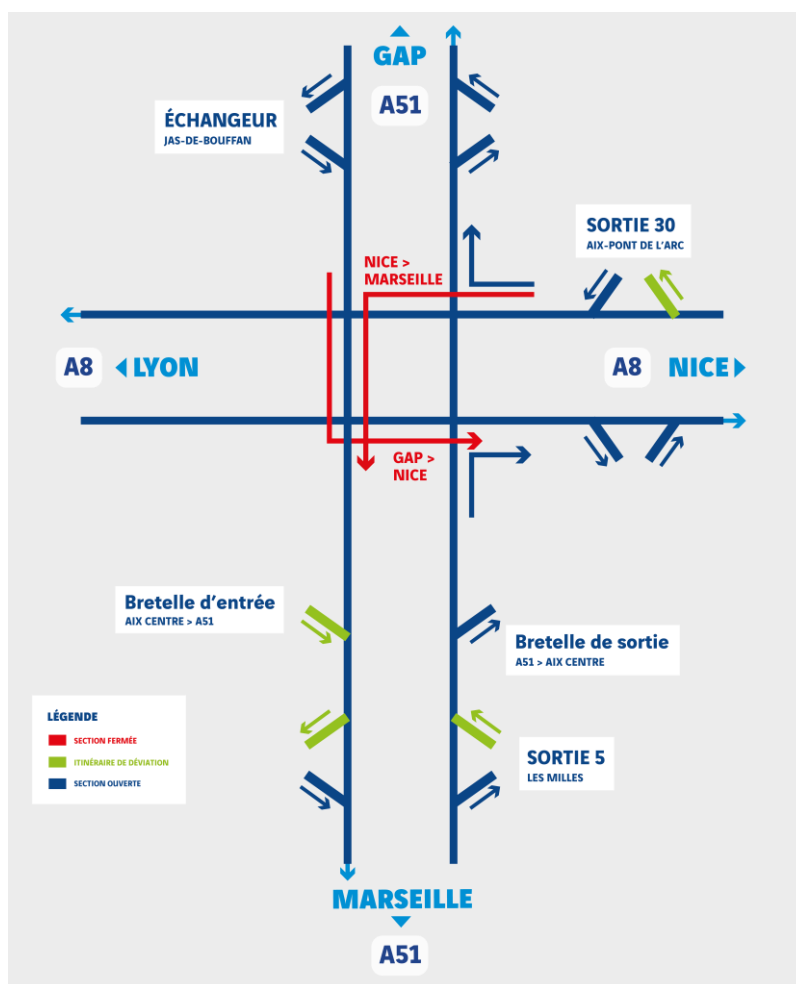 GAP
A51
ÉCHANGEUR
JAS-DE-BOUFFAN
SORTIE 30
AIX-PONT DE L'ARC
NICE >
MARSEILLE
A8
LYON
A8
NICE
GAP >
NICE
Bretelle d'entrée
AIX CENTRE > A51
Bretelle de sortie
A51 > AIX CENTRE
LÉGENDE
SECTION FERMÉE
ITINÉRAIRE DE DÉVIATION
SECTION OUVERTE
SORTIE 5
LES MILLES
MARSEILLE
A51